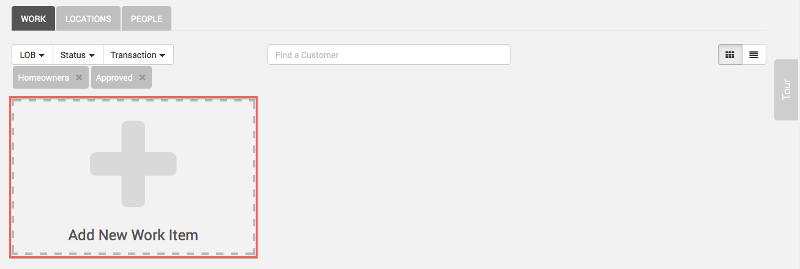 WORK LOCATIONS PEOPLE
LOB Status Transaction Find a Customer
Homeowners × Approved ×
Tour
Add New Work Item